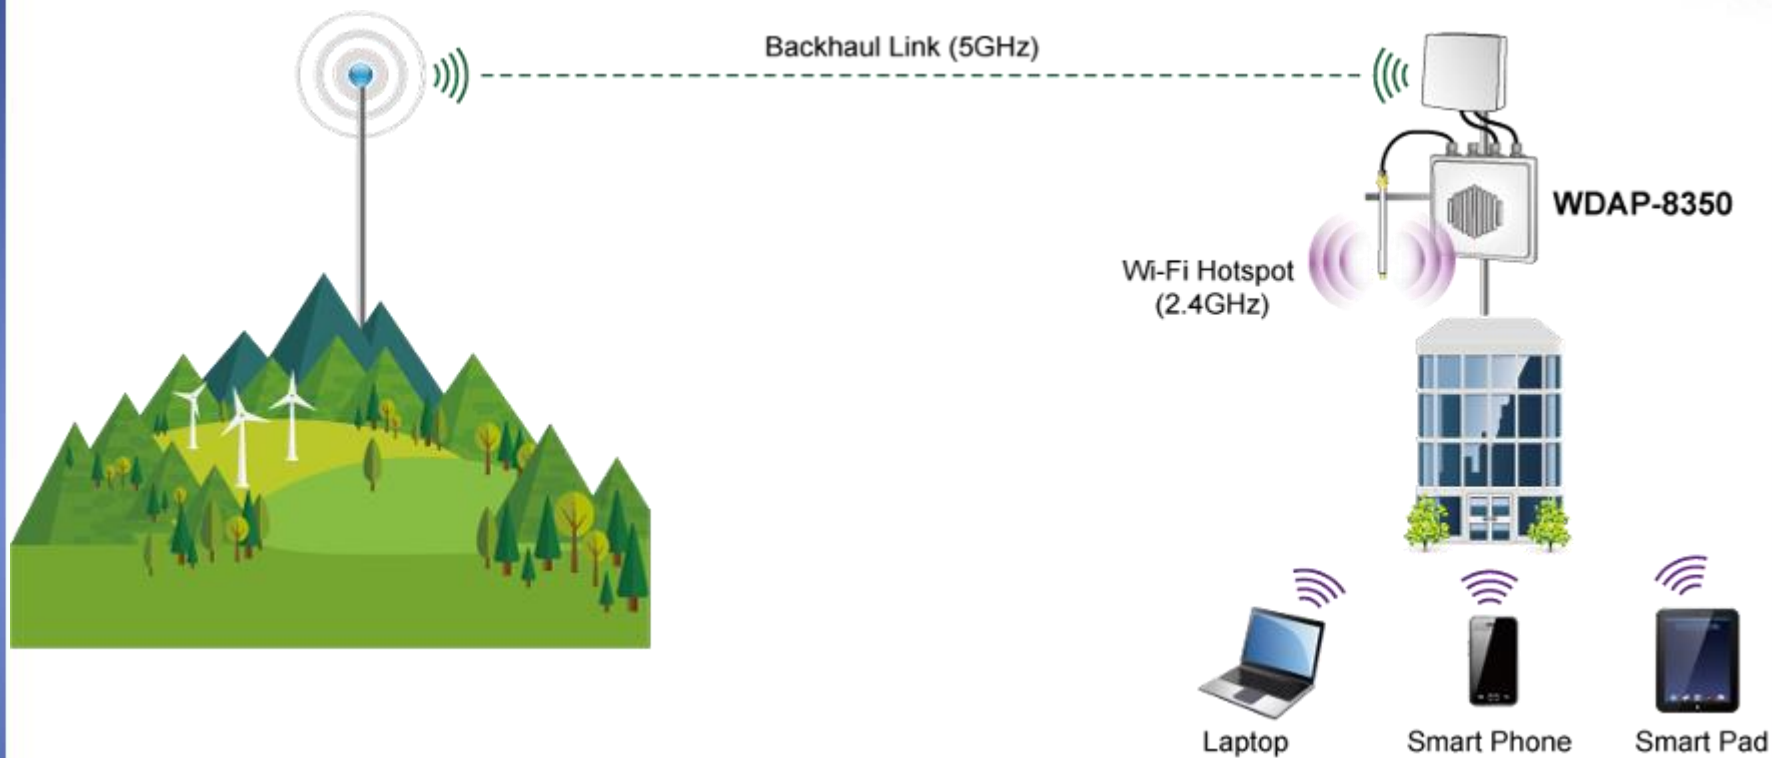 Backhaul Link (5GHz)
WDAP-8350
Wi-Fi Hotspot
(2.4GHz)
Laptop
Smart Phone
Smart Pad